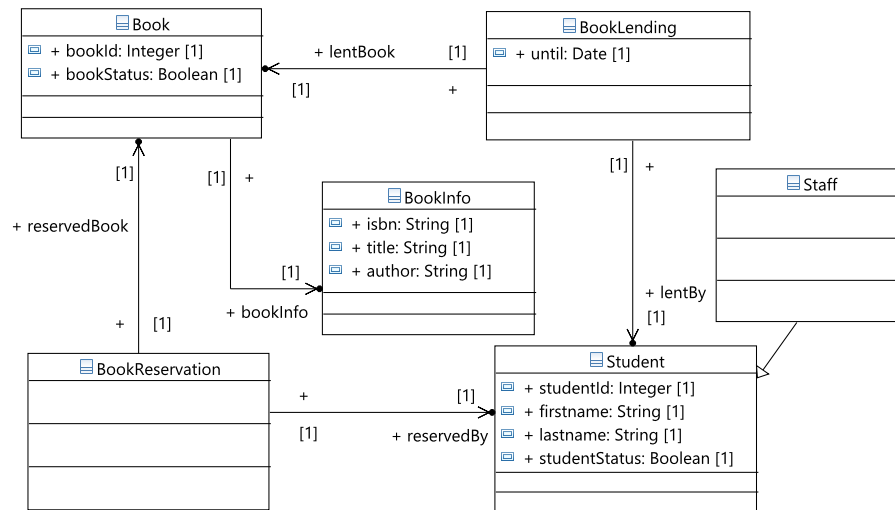 Book
+ bookId: Integer [1]
+ bookStatus: Boolean [1]
BookLending
+ until: Date [1]
+ lentBook
[1]
[1]
+
[1]
[1]
+
[1]
+
Staff
+ reservedBook
BookInfo
+ isbn: String [1]
+ title: String [1]
+ author: String [1]
[1]
+ bookInfo
+ lentBy
[1]
+
[1]
BookReservation
Student
+ studentId: Integer [1]
+ firstname: String [1]
+ lastname: String [1]
+ studentStatus: Boolean [1]
+
[1]
[1]
+ reservedBy